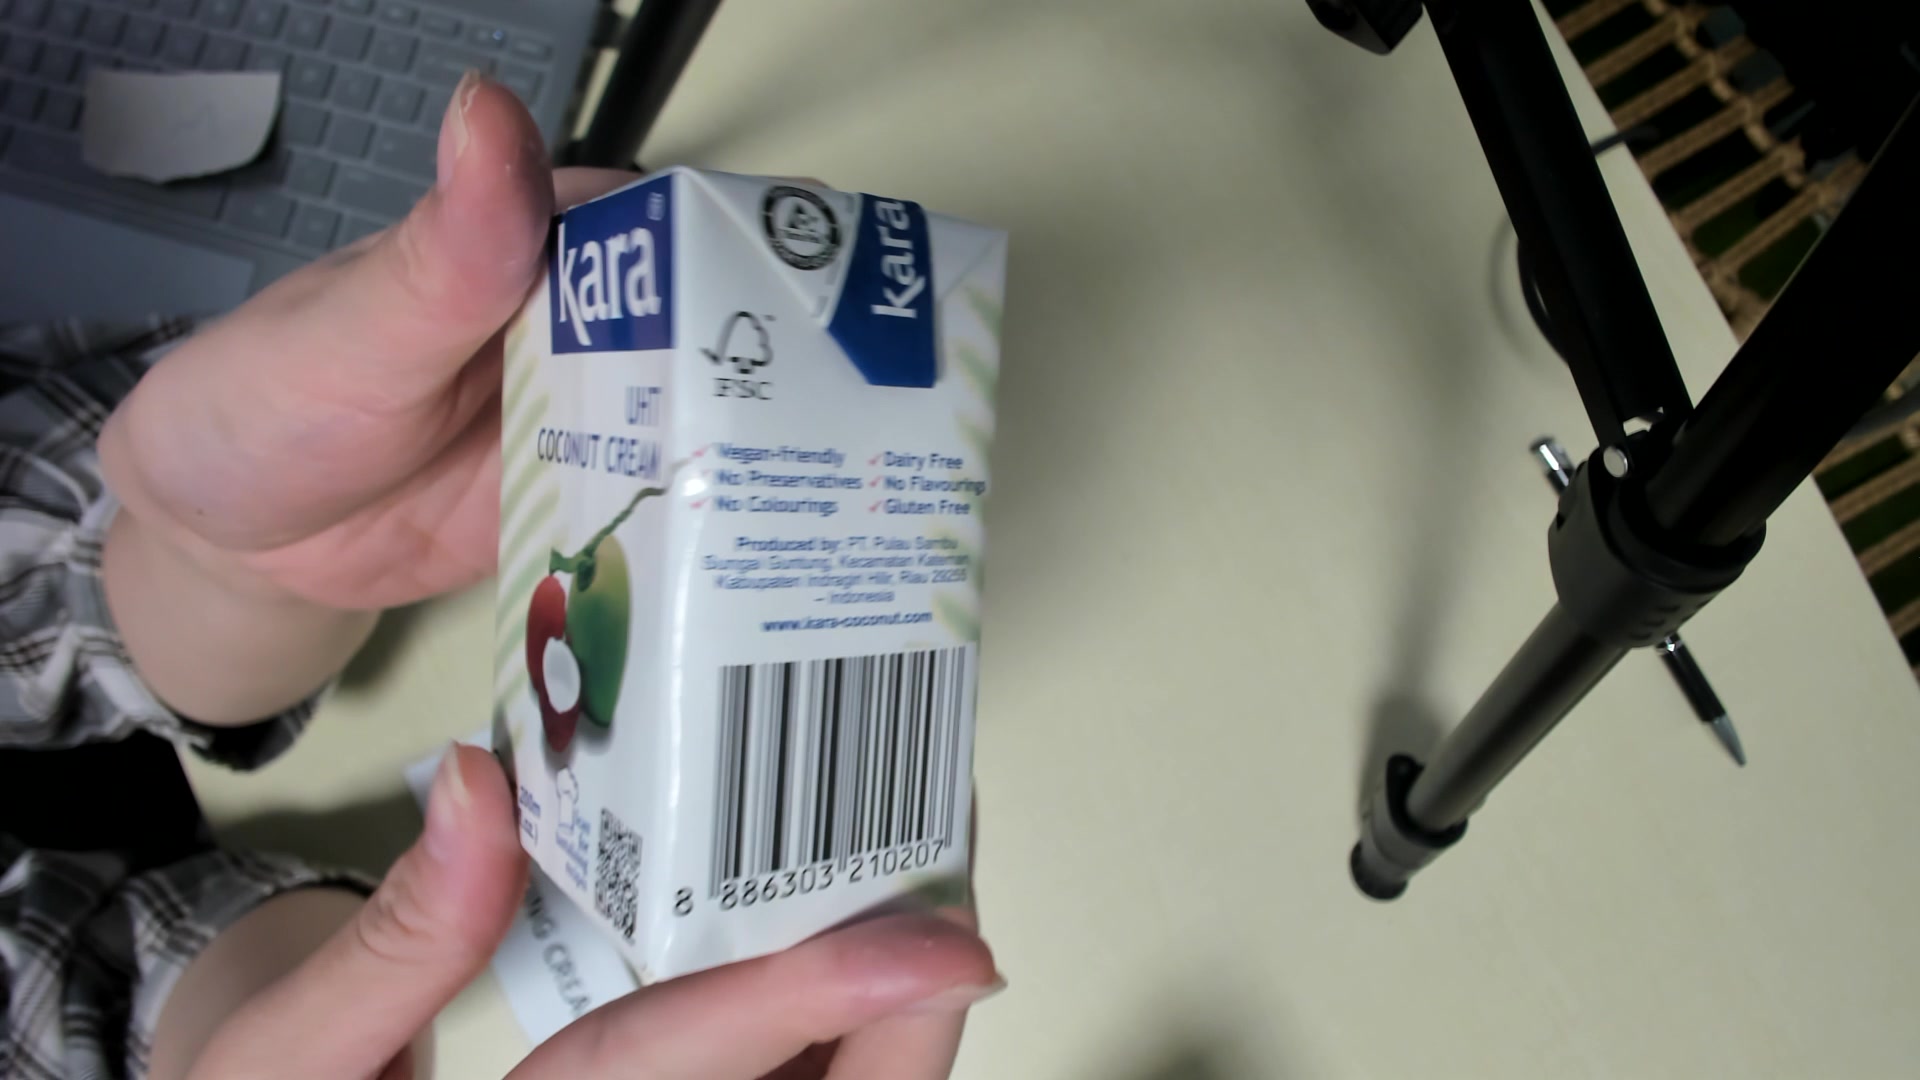 kara
kara
UHT
COCONUT CREAM
FSC
Vegan-friendly
Dairy Free
No Preservatives
No Flavourings
No Colourings
Gluten Free
Produced by: PT. Pulau Sambu
Sungai Guntung, Kecamatan Kateman
Kabupaten Indragiri Hilir, Riau 29255
– Indonesia
www.kara-coconut.com
8 886303 210207